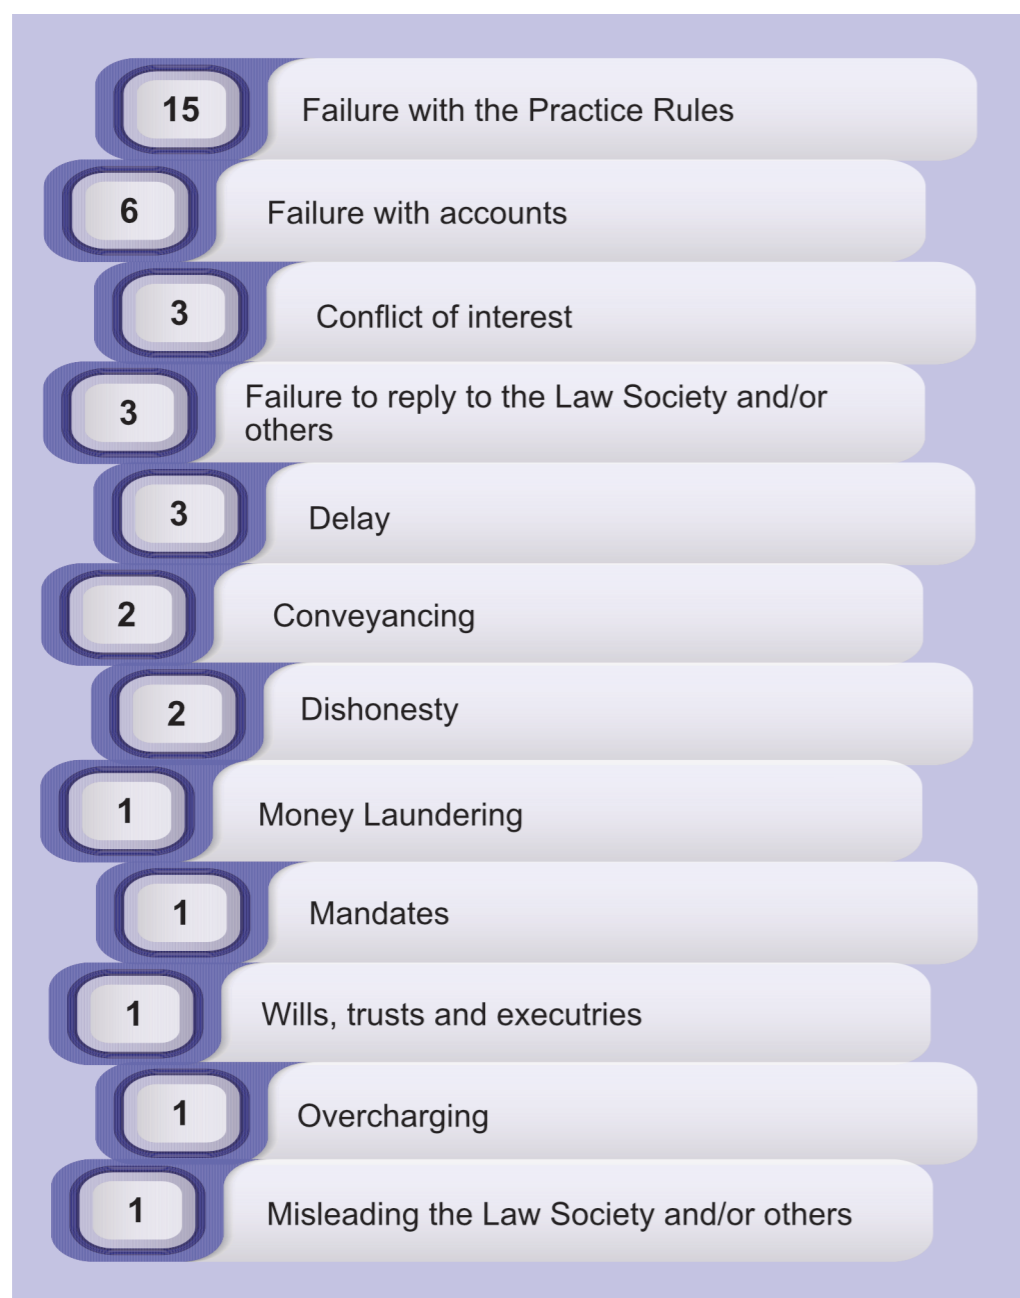 15 Failure with the Practice Rules
6 Failure with accounts
3 Conflict of interest
3 Failure to reply to the Law Society and/or
others
3 Delay
2 Conveyancing
2 Dishonesty
1 Money Laundering
1 Mandates
1 Wills, trusts and executries
1 Overcharging
1 Misleading the Law Society and/or others